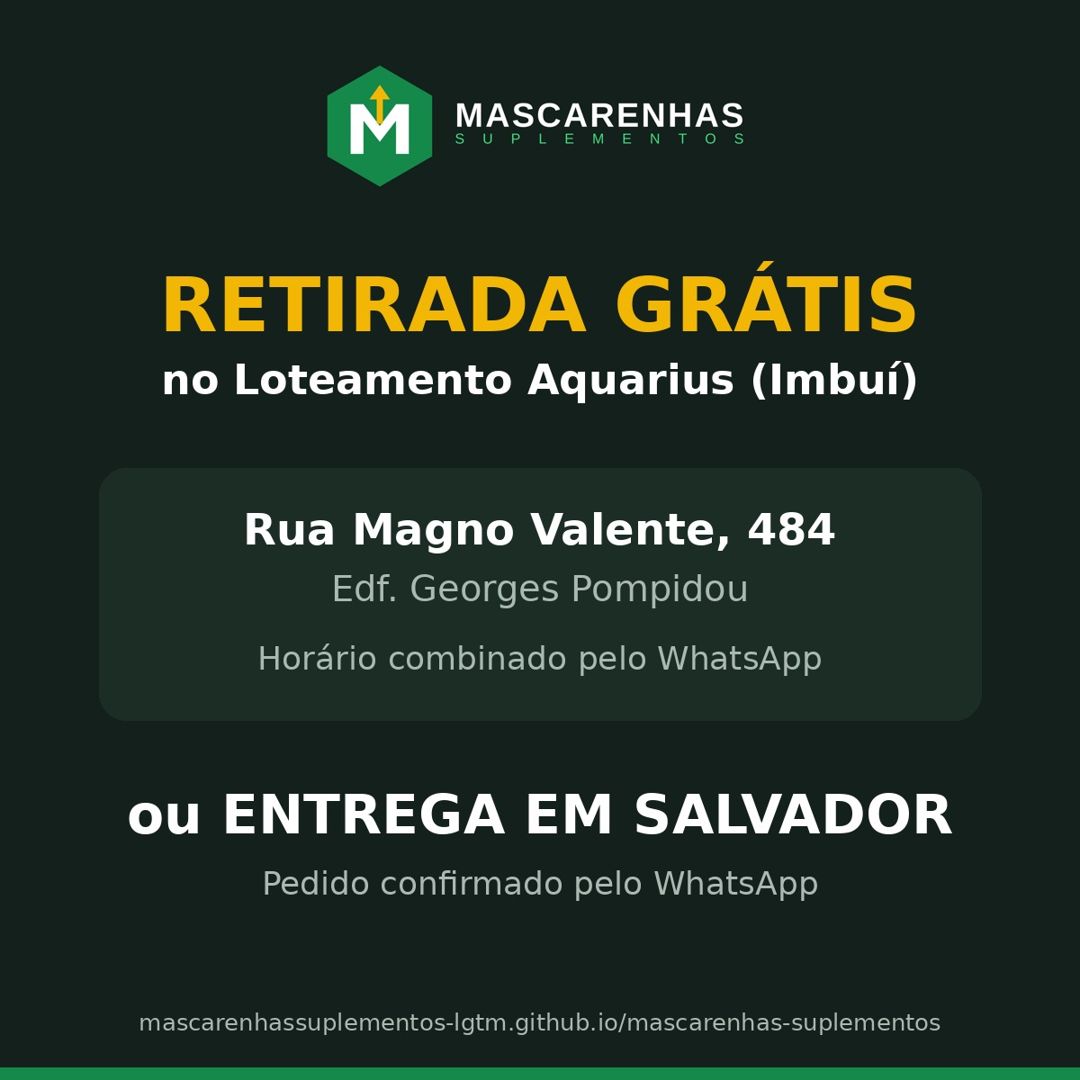 M
MASCARENHAS
SUPLEMENTOS
RETIRADA GRÁTIS
no Loteamento Aquarius (Imbuí)
Rua Magno Valente, 484
Edf. Georges Pompidou
Horário combinado pelo WhatsApp
ou ENTREGA EM SALVADOR
Pedido confirmado pelo WhatsApp
mascarenhassuplementos-lgtm.github.io/mascarenhas-suplementos